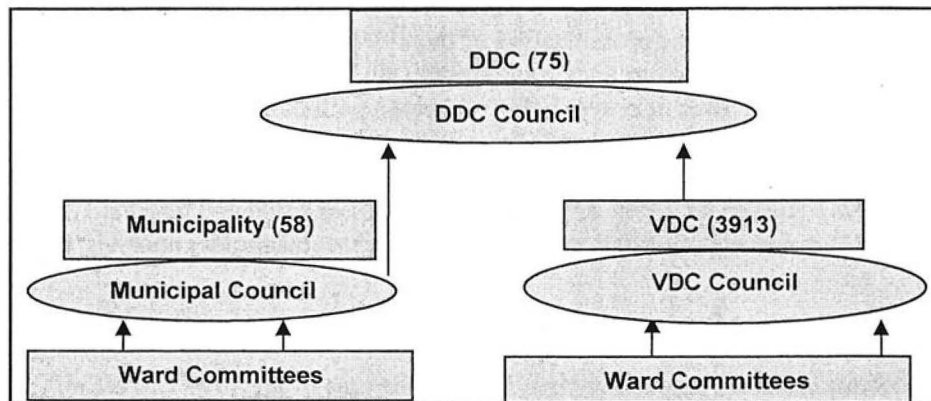 DDC (75)
DDC Council
Municipality (58)
VDC (3913)
Municipal Council
VDC Council
Ward Committees
Ward Committees